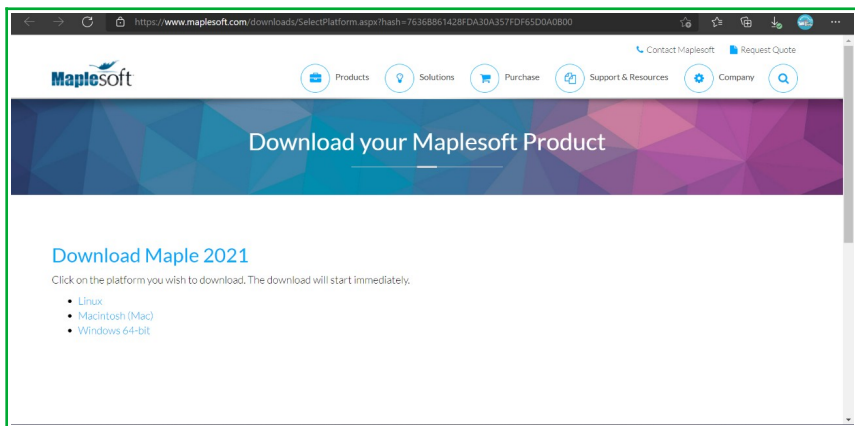 https://www.maplesoft.com/downloads/SelectPlatform.aspx?hash=7636B861428FDA30A357FDF65D0A0B00
Contact Maplesoft Request Quote
Maplesoft Products Solutions Purchase Support & Resources Company
Download your Maplesoft Product
Download Maple 2021
Click on the platform you wish to download. The download will start immediately.
Linux
Macintosh (Mac)
Windows 64-bit